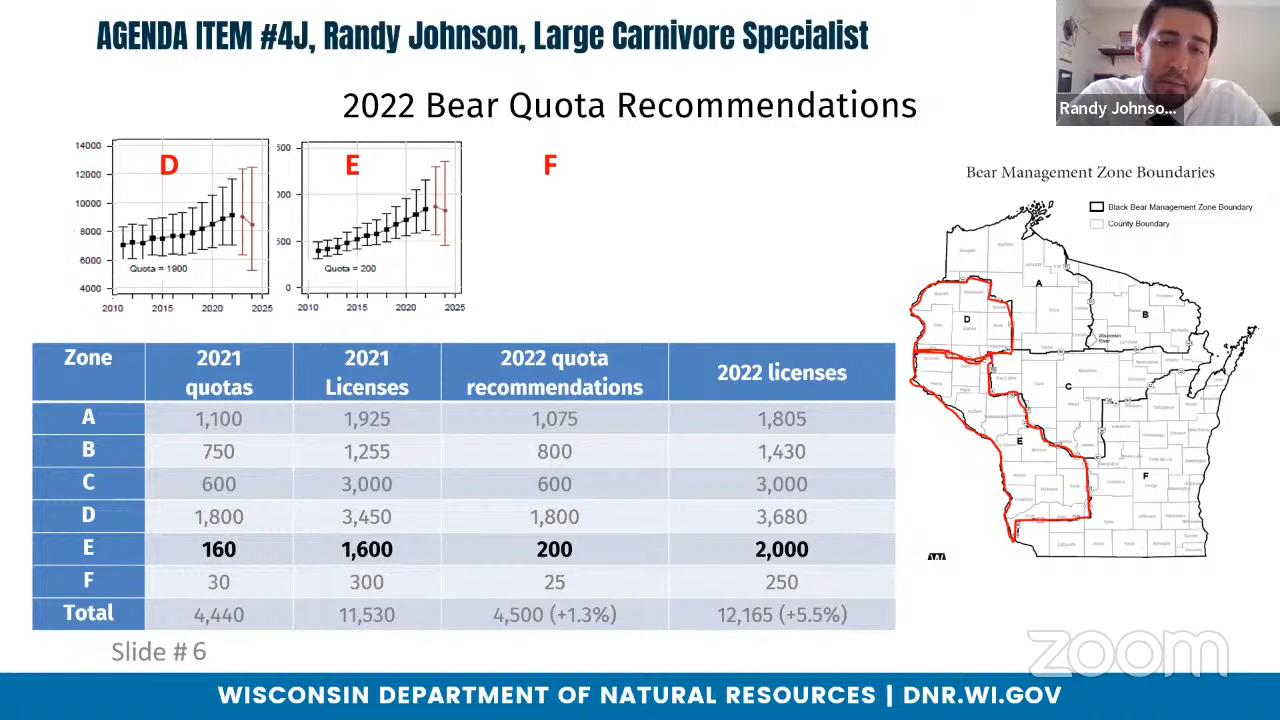 AGENDA ITEM #4J, Randy Johnson, Large Carnivore Specialist
Randy Johnso...
2022 Bear Quota Recommendations
D
14000
12000
10000
8000
6000
4000
Quota = 1900
2010 2015 2020 2025
E
500
000
500
0
Quota = 200
2010 2015 2020 2025
F
Bear Management Zone Boundaries
Black Bear Management Zone Boundary
County Boundary
A
B
C
D
E
F
Wisconsin
River
Zone 2021 quotas 2021 Licenses 2022 quota recommendations 2022 licenses
A 1,100 1,925 1,075 1,805
B 750 1,255 800 1,430
C 600 3,000 600 3,000
D 1,800 3,450 1,800 3,680
E 160 1,600 200 2,000
F 30 300 25 250
Total 4,440 11,530 4,500 (+1.3%) 12,165 (+5.5%)
Slide # 6
zoom
WISCONSIN DEPARTMENT OF NATURAL RESOURCES | DNR.WI.GOV